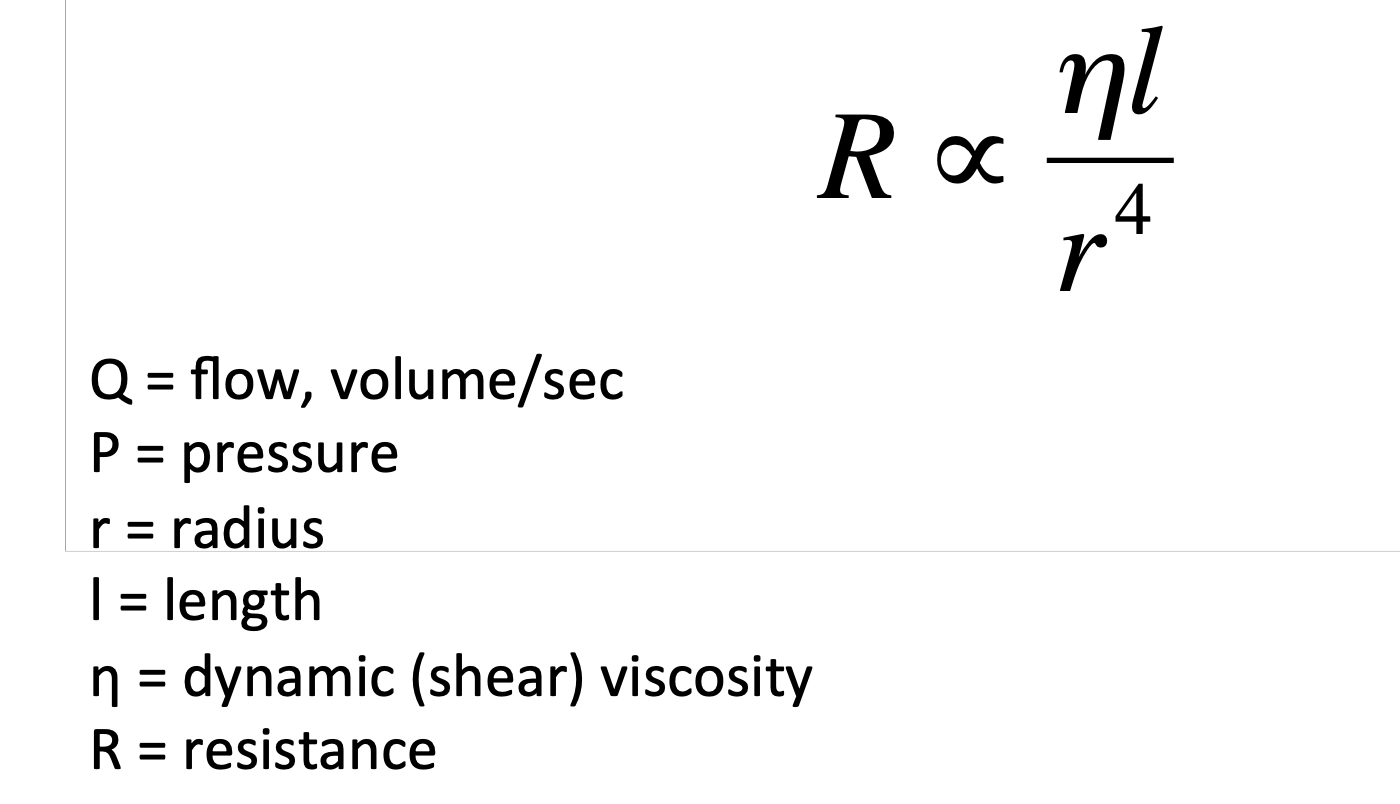 R ∝ ηl / r⁴
Q = flow, volume/sec
P = pressure
r = radius
l = length
η = dynamic (shear) viscosity
R = resistance